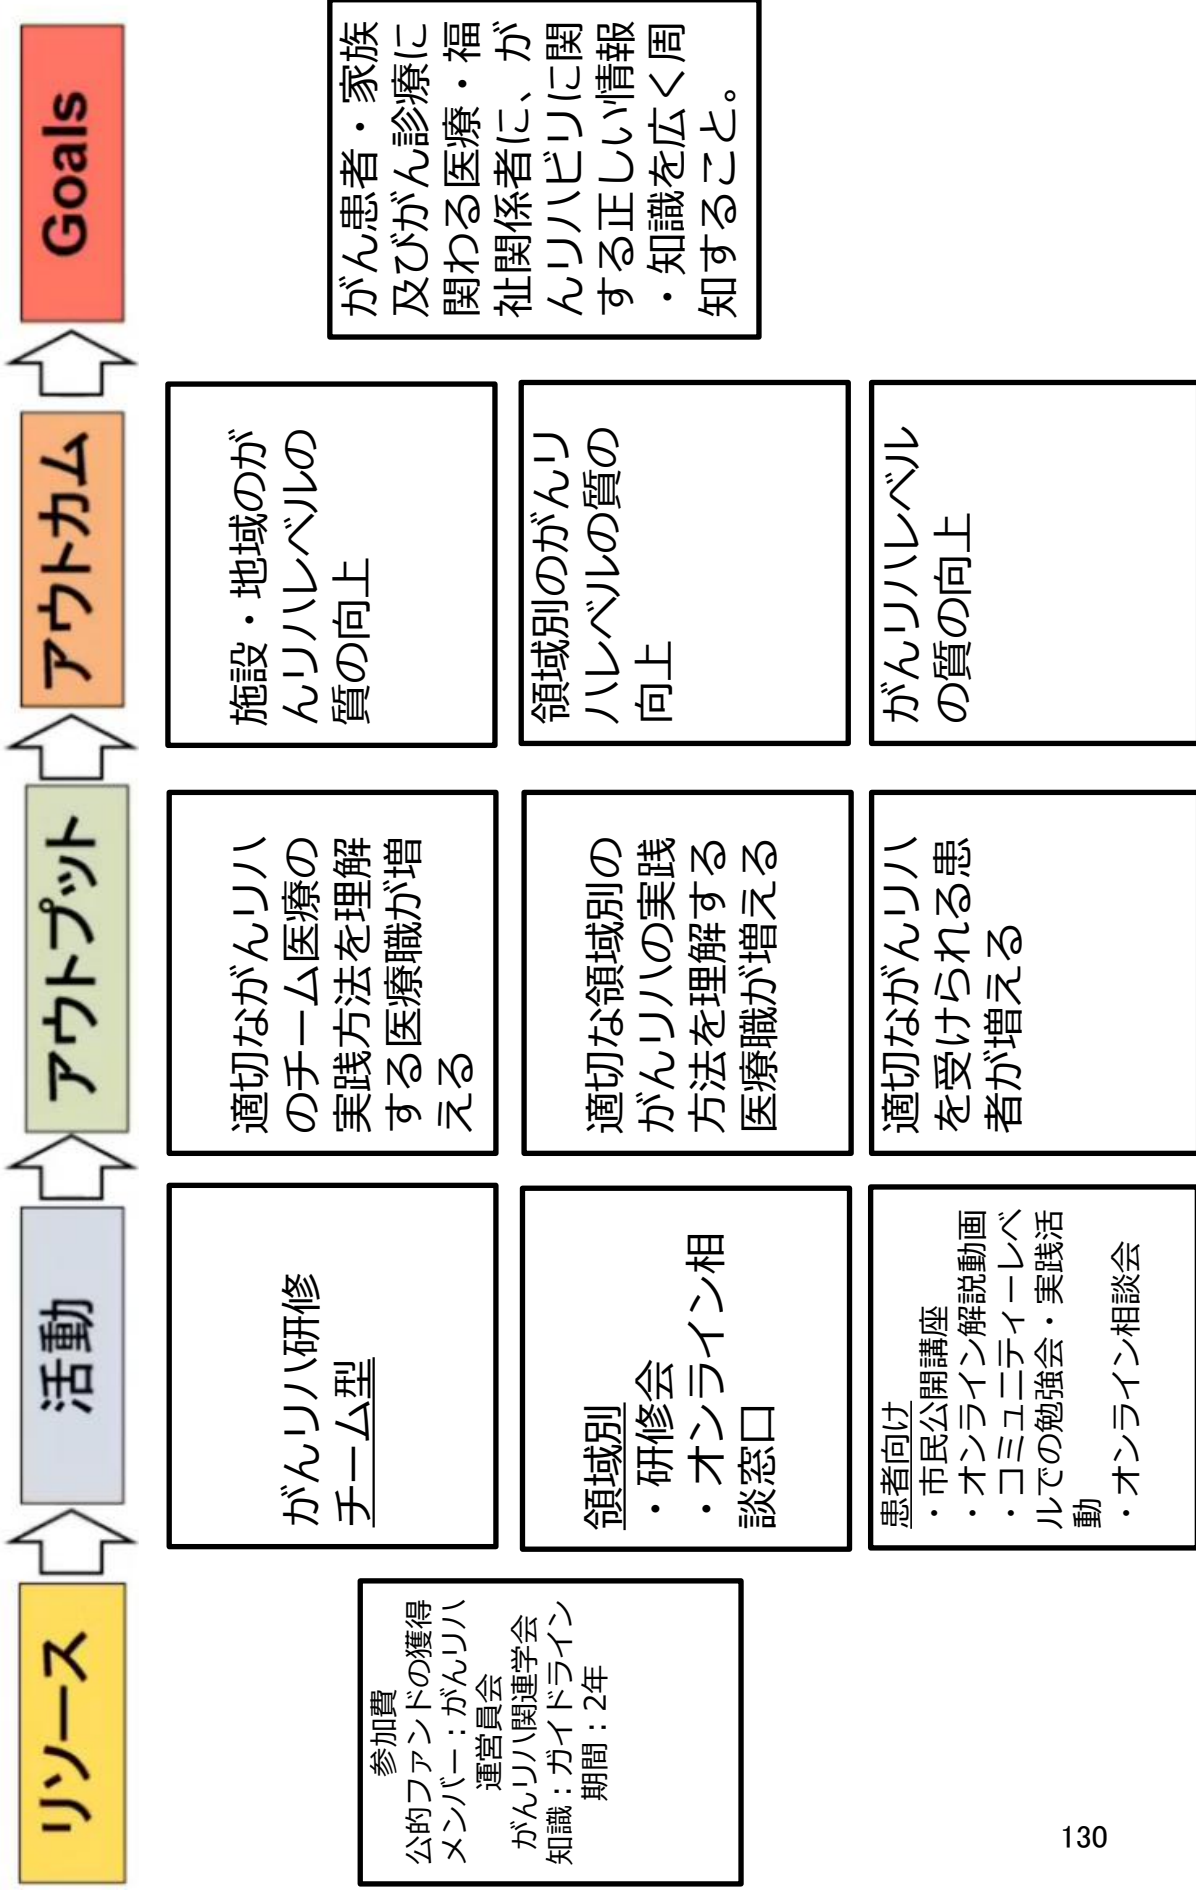 リソース
活動
アウトプット
アウトカム
Goals
参加費
公的ファンドの獲得
メンバー：がんリハ
運営員会
がんリハ関連学会
知識：ガイドライン
期間：2年
がんリハ研修
チーム型
領域別
・研修会
・オンライン相
談窓口
患者向け
・市民公開講座
・オンライン解説動画
・コミュニティーレベ
ルでの勉強会・実践活
動
・オンライン相談会
適切ながんリハ
のチーム医療の
実践方法を理解
する医療職が増
える
適切な領域別の
がんリハの実践
方法を理解する
医療職が増える
適切ながんリハ
を受けられる患
者が増える
施設・地域のが
んリハレベルの
質の向上
領域別のがんリ
ハレベルの質の
向上
がんリハレベル
の質の向上
がん患者・家族
及びがん診療に
関わる医療・福
祉関係者に、が
んリハビリに関
する正しい情報
・知識を広く周
知すること。
130